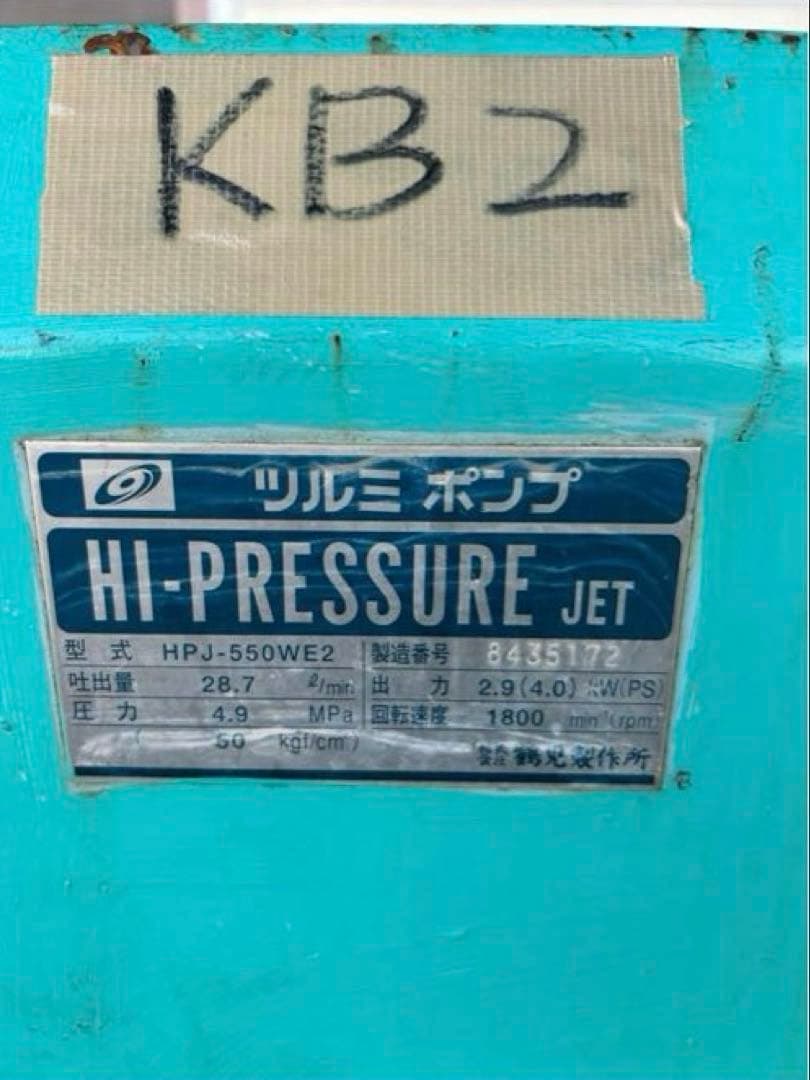 KB2
ツルミポンプ
HI-PRESSURE JET
型式 HPJ-550WE2 製造番号 8435172
吐出量 28.7 ℓ/min 出力 2.9(4.0) kW(PS)
圧力 4.9 MPa 回転速度 1800 min⁻¹(rpm)
( 50 kgf/cm²) 鶴見製作所